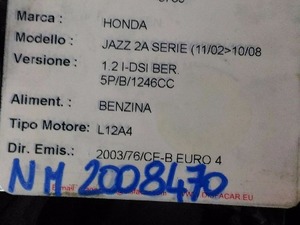 Marca : HONDA
Modello : JAZZ 2A SERIE (11/02>10/08
Versione : 1.2 I-DSI BER.
5P/B/1246CC
Aliment. : BENZINA
Tipo Motore: L12A4
Dir. Emis.: 2003/76/CE-B EURO 4
NM 2008470